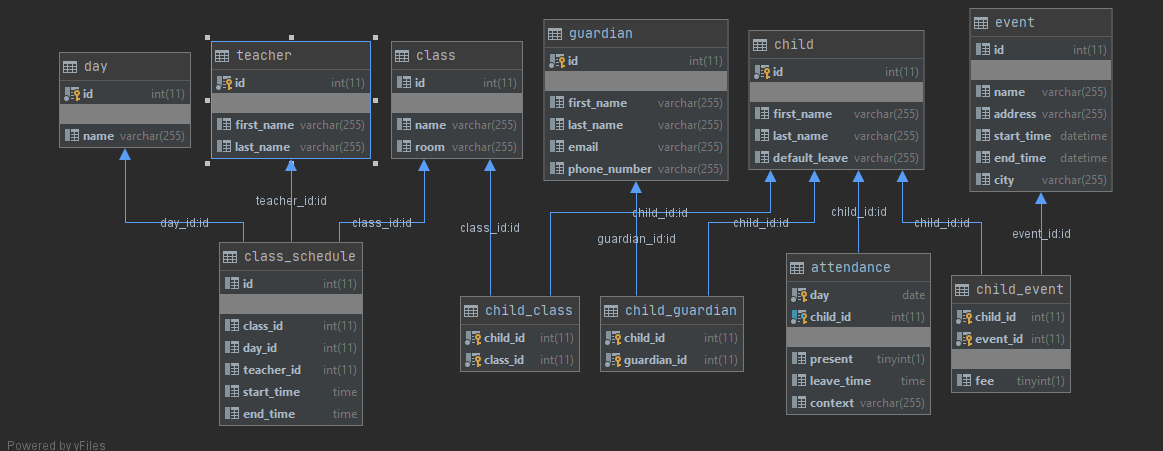 day
id int(11)
name varchar(255)
teacher
id int(11)
first_name varchar(255)
last_name varchar(255)
class
id int(11)
name varchar(255)
room varchar(255)
guardian
id int(11)
first_name varchar(255)
last_name varchar(255)
email varchar(255)
phone_number varchar(255)
child
id int(11)
first_name varchar(255)
last_name varchar(255)
default_leave varchar(255)
event
id int(11)
name varchar(255)
address varchar(255)
start_time datetime
end_time datetime
city varchar(255)
day_id:id
teacher_id:id
class_id:id
class_id:id
child_id:id
guardian_id:id
child_id:id
child_id:id
child_id:id
event_id:id
class_schedule
id int(11)
class_id int(11)
day_id int(11)
teacher_id int(11)
start_time time
end_time time
child_class
child_id int(11)
class_id int(11)
child_guardian
child_id int(11)
guardian_id int(11)
attendance
day date
child_id int(11)
present tinyint(1)
leave_time time
context varchar(255)
child_event
child_id int(11)
event_id int(11)
fee tinyint(1)
Powered by yFiles